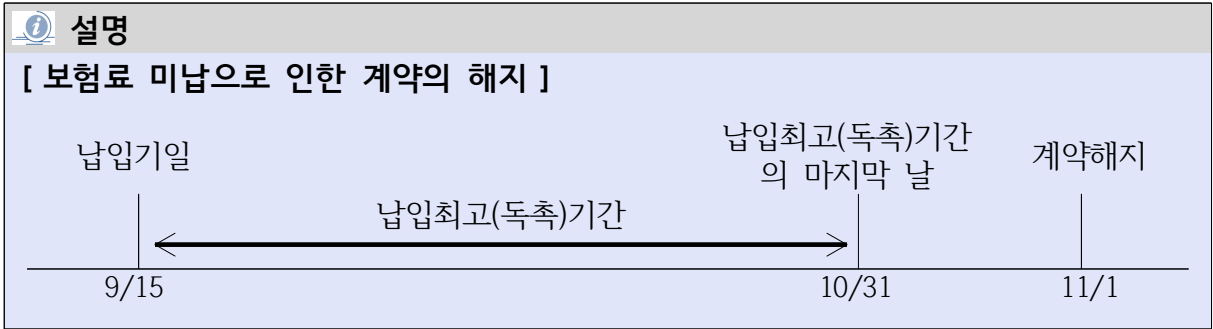 설명
[ 보험료 미납으로 인한 계약의 해지 ]
납입기일
납입최고(독촉)기간
의 마지막 날
계약해지
납입최고(독촉)기간
9/15
10/31
11/1